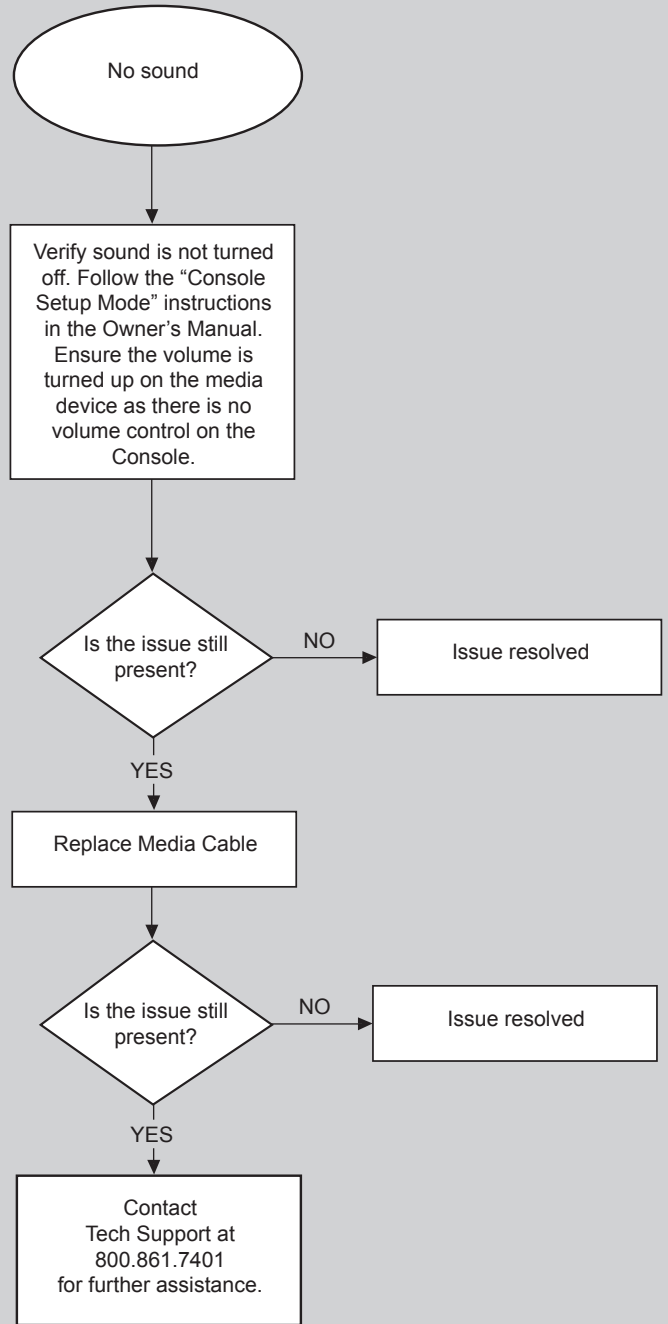 No sound
Verify sound is not turned
off. Follow the “Console
Setup Mode” instructions
in the Owner’s Manual.
Ensure the volume is
turned up on the media
device as there is no
volume control on the
Console.
Is the issue still
present?
NO
Issue resolved
YES
Replace Media Cable
Is the issue still
present?
NO
Issue resolved
YES
Contact
Tech Support at
800.861.7401
for further assistance.